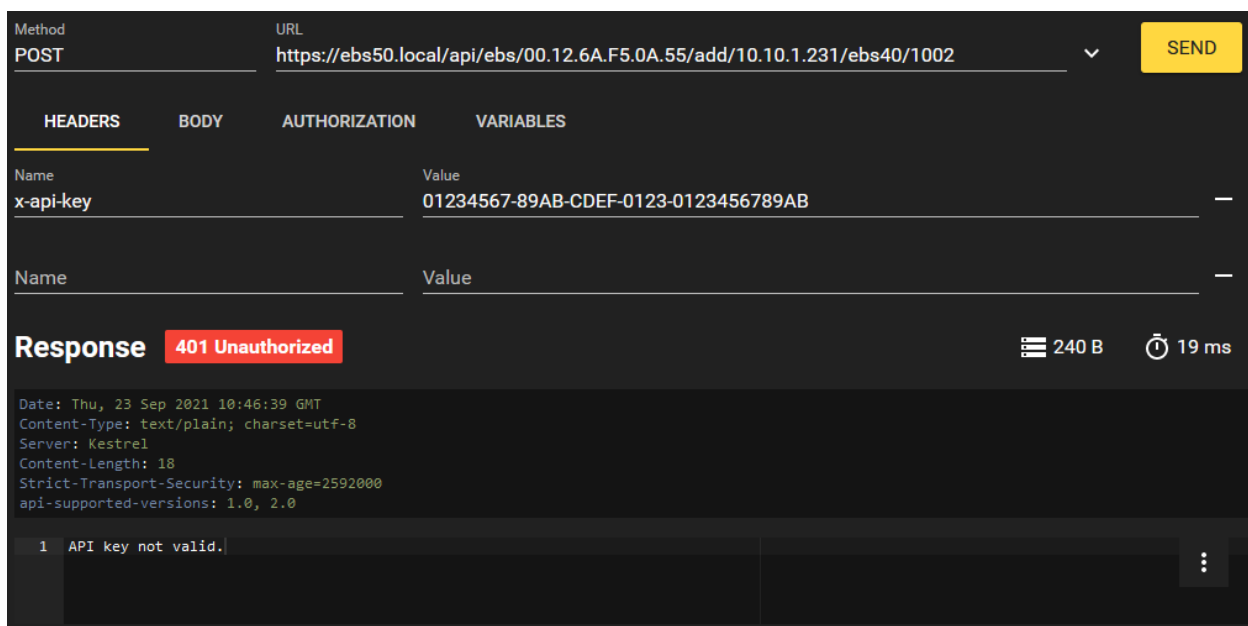 Method URL
POST https://ebs50.local/api/ebs/00.12.6A.F5.0A.55/add/10.10.1.231/ebs40/1002 SEND
HEADERS BODY AUTHORIZATION VARIABLES
Name Value
x-api-key 01234567-89AB-CDEF-0123-0123456789AB
Name Value
Response 401 Unauthorized 240 B 19 ms
Date: Thu, 23 Sep 2021 10:46:39 GMT
Content-Type: text/plain; charset=utf-8
Server: Kestrel
Content-Length: 18
Strict-Transport-Security: max-age=2592000
api-supported-versions: 1.0, 2.0
1 API key not valid.